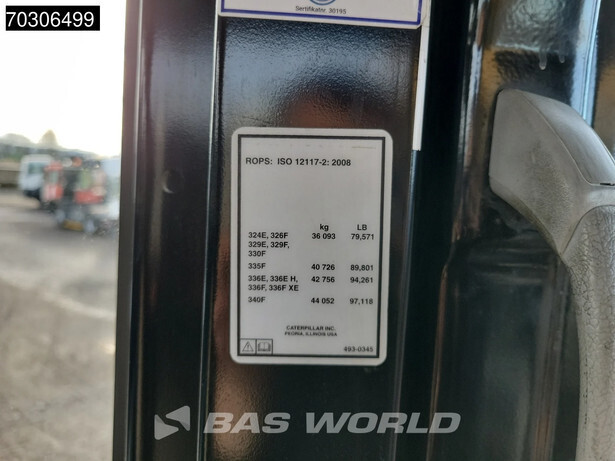 70306499
Sertifikatnr. 30195
ROPS: ISO 12117-2: 2008
kg LB
324E, 326F 36 093 79,571
329E, 329F,
330F
335F 40 726 89,801
336E, 336E H, 42 756 94,261
336F, 336F XE
340F 44 052 97,118
CATERPILLAR INC.
PEORIA, ILLINOIS USA
493-0345
BAS WORLD